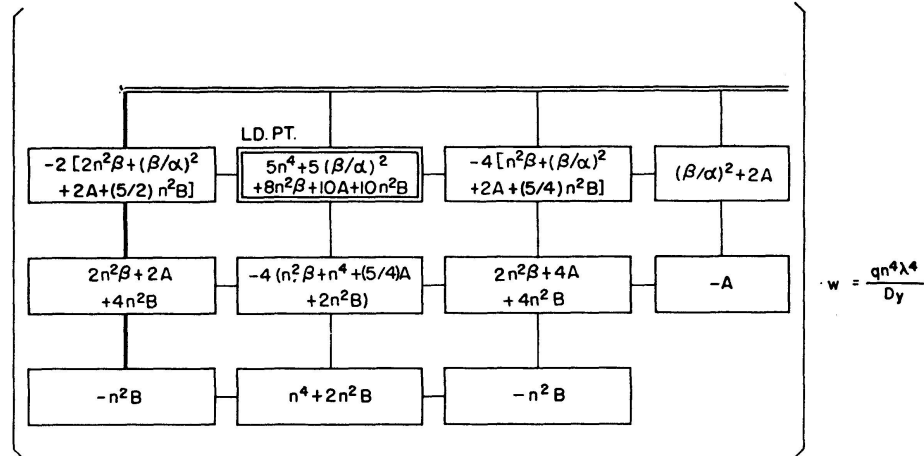 LD. PT.
-2 [2n²β+(β/α)²
+2A+(5/2) n²B]
5n⁴+5 (β/α)²
+8n²β+10A+10n²B
-4[n²β+(β/α)²
+2A+(5/4) n²B]
(β/α)²+2A
2n²β+2A
+4n²B
-4 (n²β+n⁴+(5/4)A
+2n²B)
2n²β+4A
+4n²B
-A
·w = qn⁴λ⁴
Dy
-n²B
n⁴+2n²B
-n²B